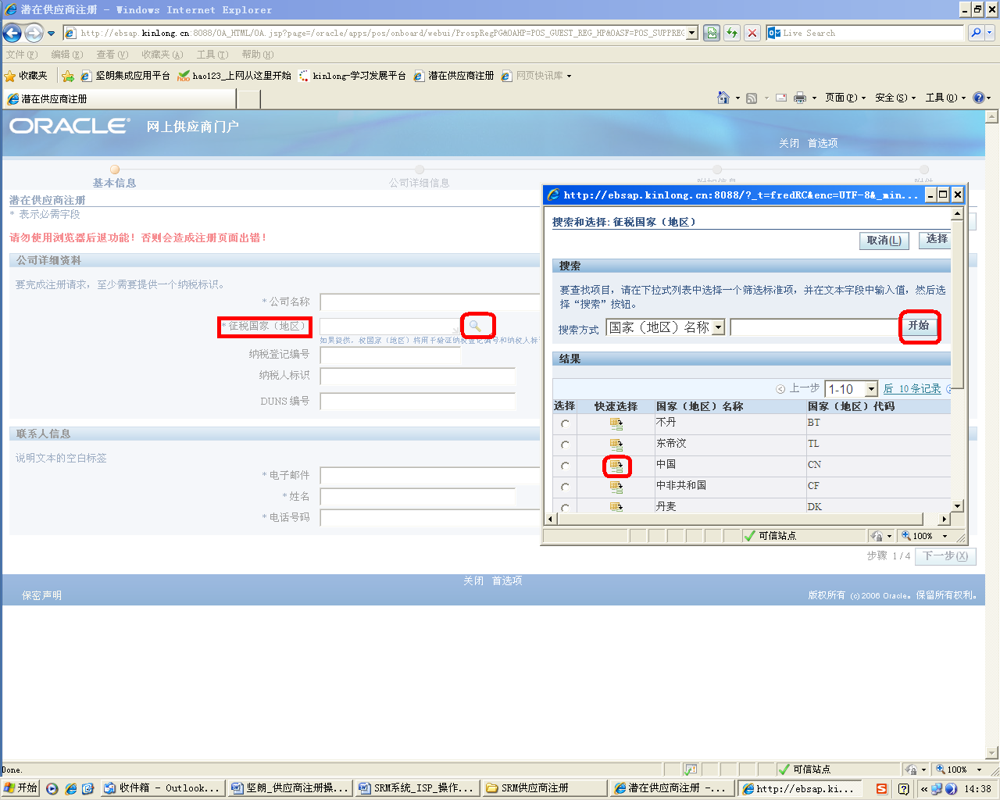 潜在供应商注册 - Windows Internet Explorer
http://ebsap.kinlong.cn:8088/OA_HTML/OA.jsp?page=/oracle/apps/pos/onboard/webui/ProspRegPG&OAHP=POS_GUEST_REG_HP&OASF=POS_SUPPREG
Live Search
文件(F) 编辑(E) 查看(V) 收藏夹(A) 工具(T) 帮助(H)
收藏夹 坚朗集成应用平台 hao123_上网从这里开始 kinlong-学习发展平台 潜在供应商注册 网页快讯库
潜在供应商注册
页面(P) 安全(S) 工具(O)
ORACLE 网上供应商门户
关闭 首选项
基本信息 公司详细信息 附加信息 附件
潜在供应商注册
* 表示必需字段
请勿使用浏览器后退功能！否则会造成注册页面出错！
公司详细资料
要完成注册请求，至少需要提供一个纳税标识。
* 公司名称
* 征税国家（地区）
如果提供，税国家（地区）将用于验证纳税登记编号和纳税人标识
纳税登记编号
纳税人标识
DUNS 编号
联系人信息
说明文本的空白标签
* 电子邮件
* 姓名
* 电话号码
步骤 1/4 下一步(X)
关闭 首选项
保密声明
版权所有 (c) 2006 Oracle。保留所有权利。
http://ebsap.kinlong.cn:8088/?_t=fredRC&enc=UTF-8&_min...
搜索和选择: 征税国家（地区）
取消(L) 选择
搜索
要查找项目，请在下拉式列表中选择一个筛选标准项，并在文本字段中输入值，然后选
择“搜索”按钮。
搜索方式 国家（地区）名称 开始
结果
上一步 1-10 后 10 条记录
选择 快速选择 国家（地区）名称 国家（地区）代码
不丹 BT
东帝汶 TL
中国 CN
中非共和国 CF
丹麦 DK
可信站点 100%
Done.
可信站点 100%
开始 收件箱 - Outlook... 坚朗_供应商注册操... SRM系统_ISP_操作... SRM供应商注册 潜在供应商注册 -... http://ebsap.ki... 14:38